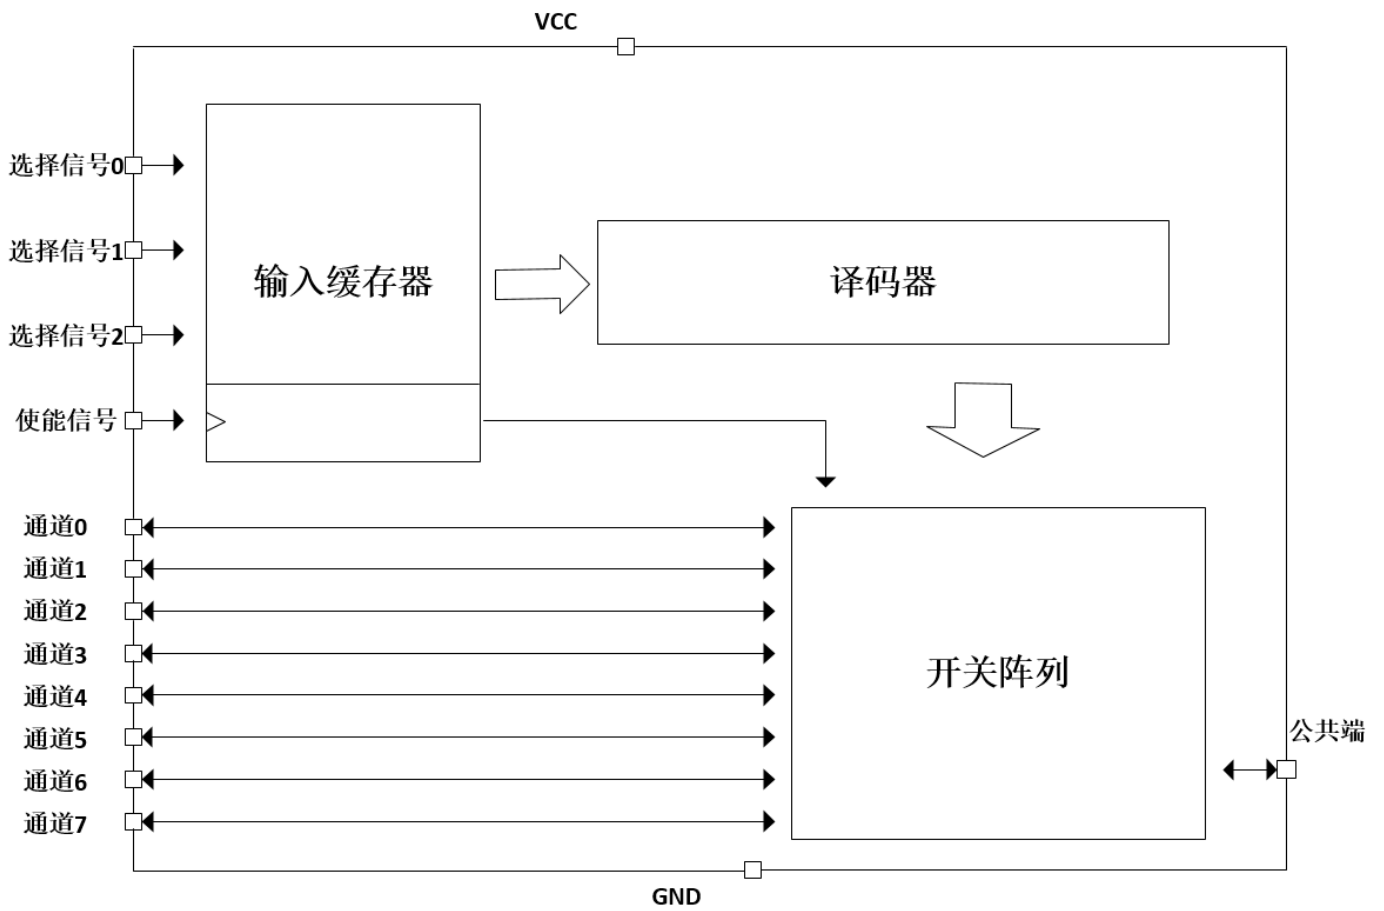 VCC
选择信号0
选择信号1
输入缓存器
译码器
选择信号2
使能信号
通道0
通道1
通道2
通道3
开关阵列
通道4
通道5
公共端
通道6
通道7
GND